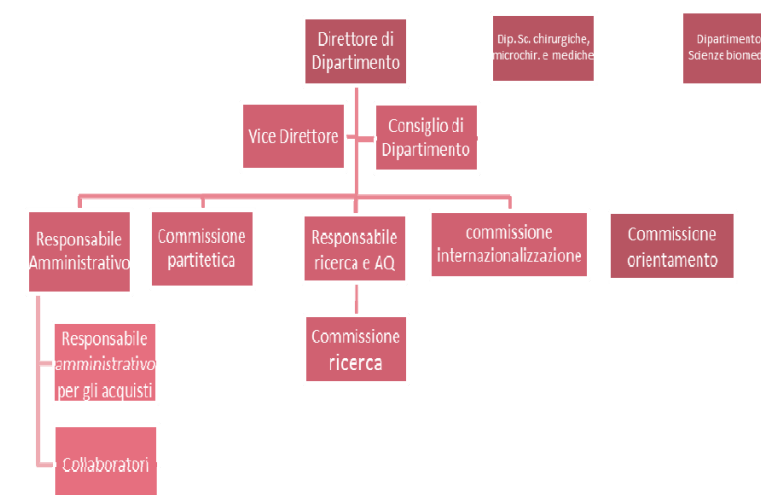 Direttore di
Dipartimento
Dip. Sc. chirurgiche,
microchir. e mediche
Dipartimento
Scienze biomed
Vice Direttore
Consiglio di
Dipartimento
Responsabile
Amministrativo
Commissione
partitetica
Responsabile
ricerca e AQ
commissione
internazionalizzazione
Commissione
orientamento
Responsabile
amministrativo
per gli acquisti
Commissione
ricerca
Collaboratori